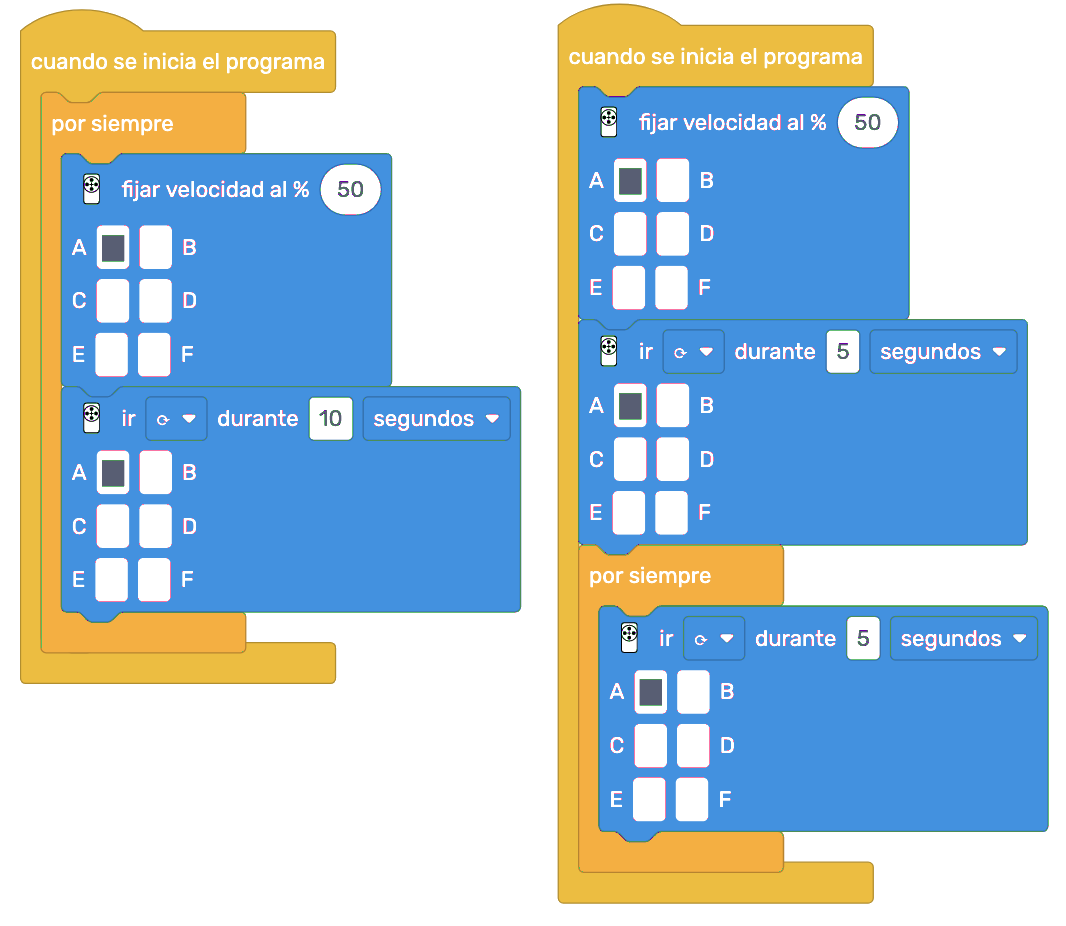 cuando se inicia el programa
por siempre
fijar velocidad al % 50
A B
C D
E F
ir durante 10 segundos
A B
C D
E F
cuando se inicia el programa
fijar velocidad al % 50
A B
C D
E F
ir durante 5 segundos
A B
C D
E F
por siempre
ir durante 5 segundos
A B
C D
E F